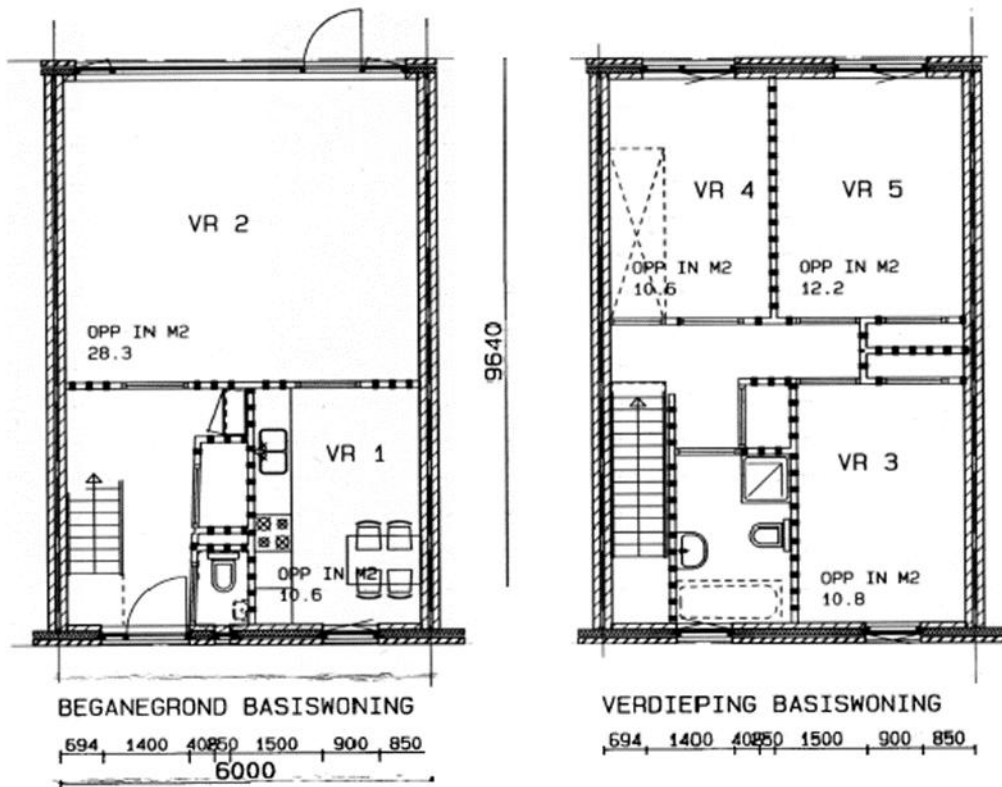 VR 2
OPP IN M2
28.3
VR 1
OPP IN M2
10.6
9640
VR 4
VR 5
OPP IN M2
10.6
OPP IN M2
12.2
VR 3
OPP IN M2
10.8
BEGANEGROND BASISWONING
694 1400 1500 900 850
6000
VERDIEPING BASISWONING
694 1400 1500 900 850